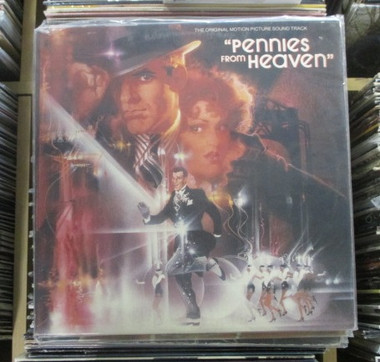 THE ORIGINAL MOTION PICTURE SOUND TRACK
"PENNIES
FROM HEAVEN"